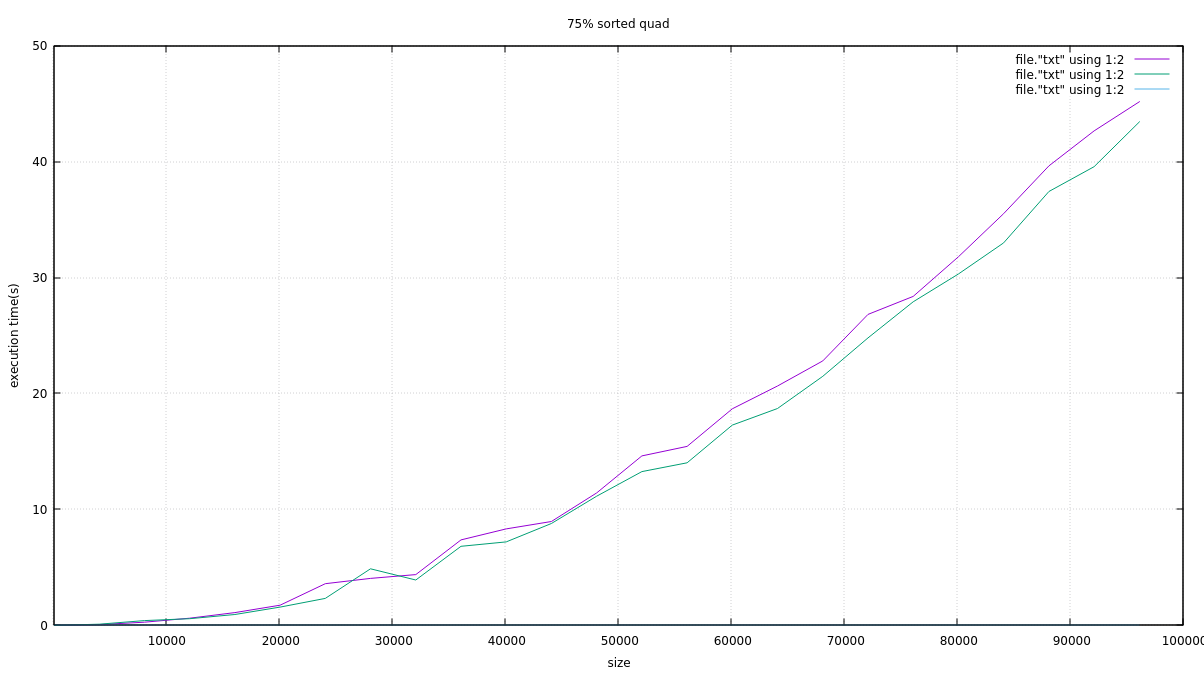 75% sorted quad
50
file."txt" using 1:2
file."txt" using 1:2
file."txt" using 1:2
40
30
execution time(s)
20
10
0
10000 20000 30000 40000 50000 60000 70000 80000 90000 100000
size